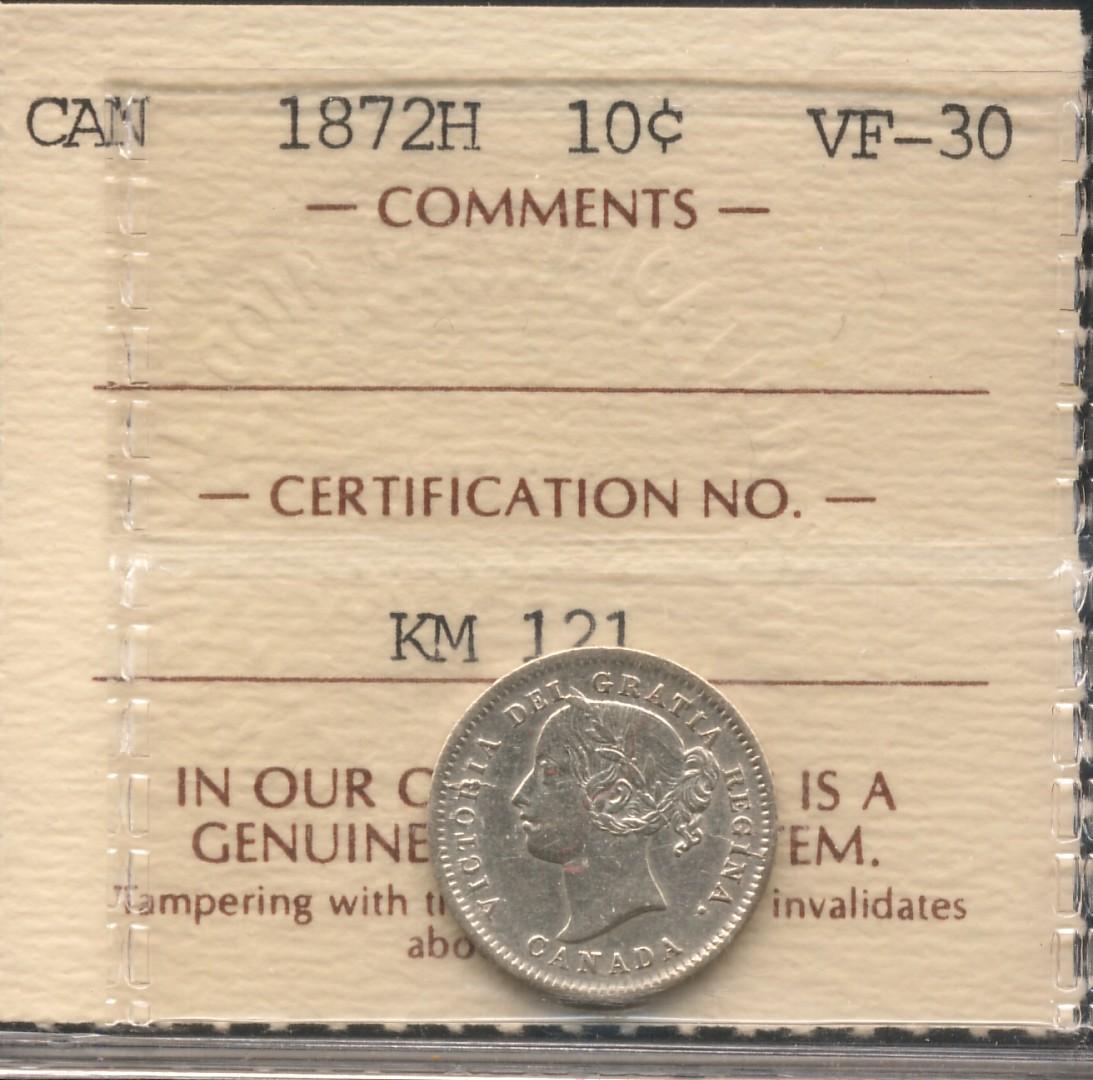 CAN 1872H 10¢ VF-30
— COMMENTS —
— CERTIFICATION NO. —
KM 121
IN OUR IS A
GENUINE
Tampering with invalidates
VICTORIA DEI GRATIA REGINA.
CANADA